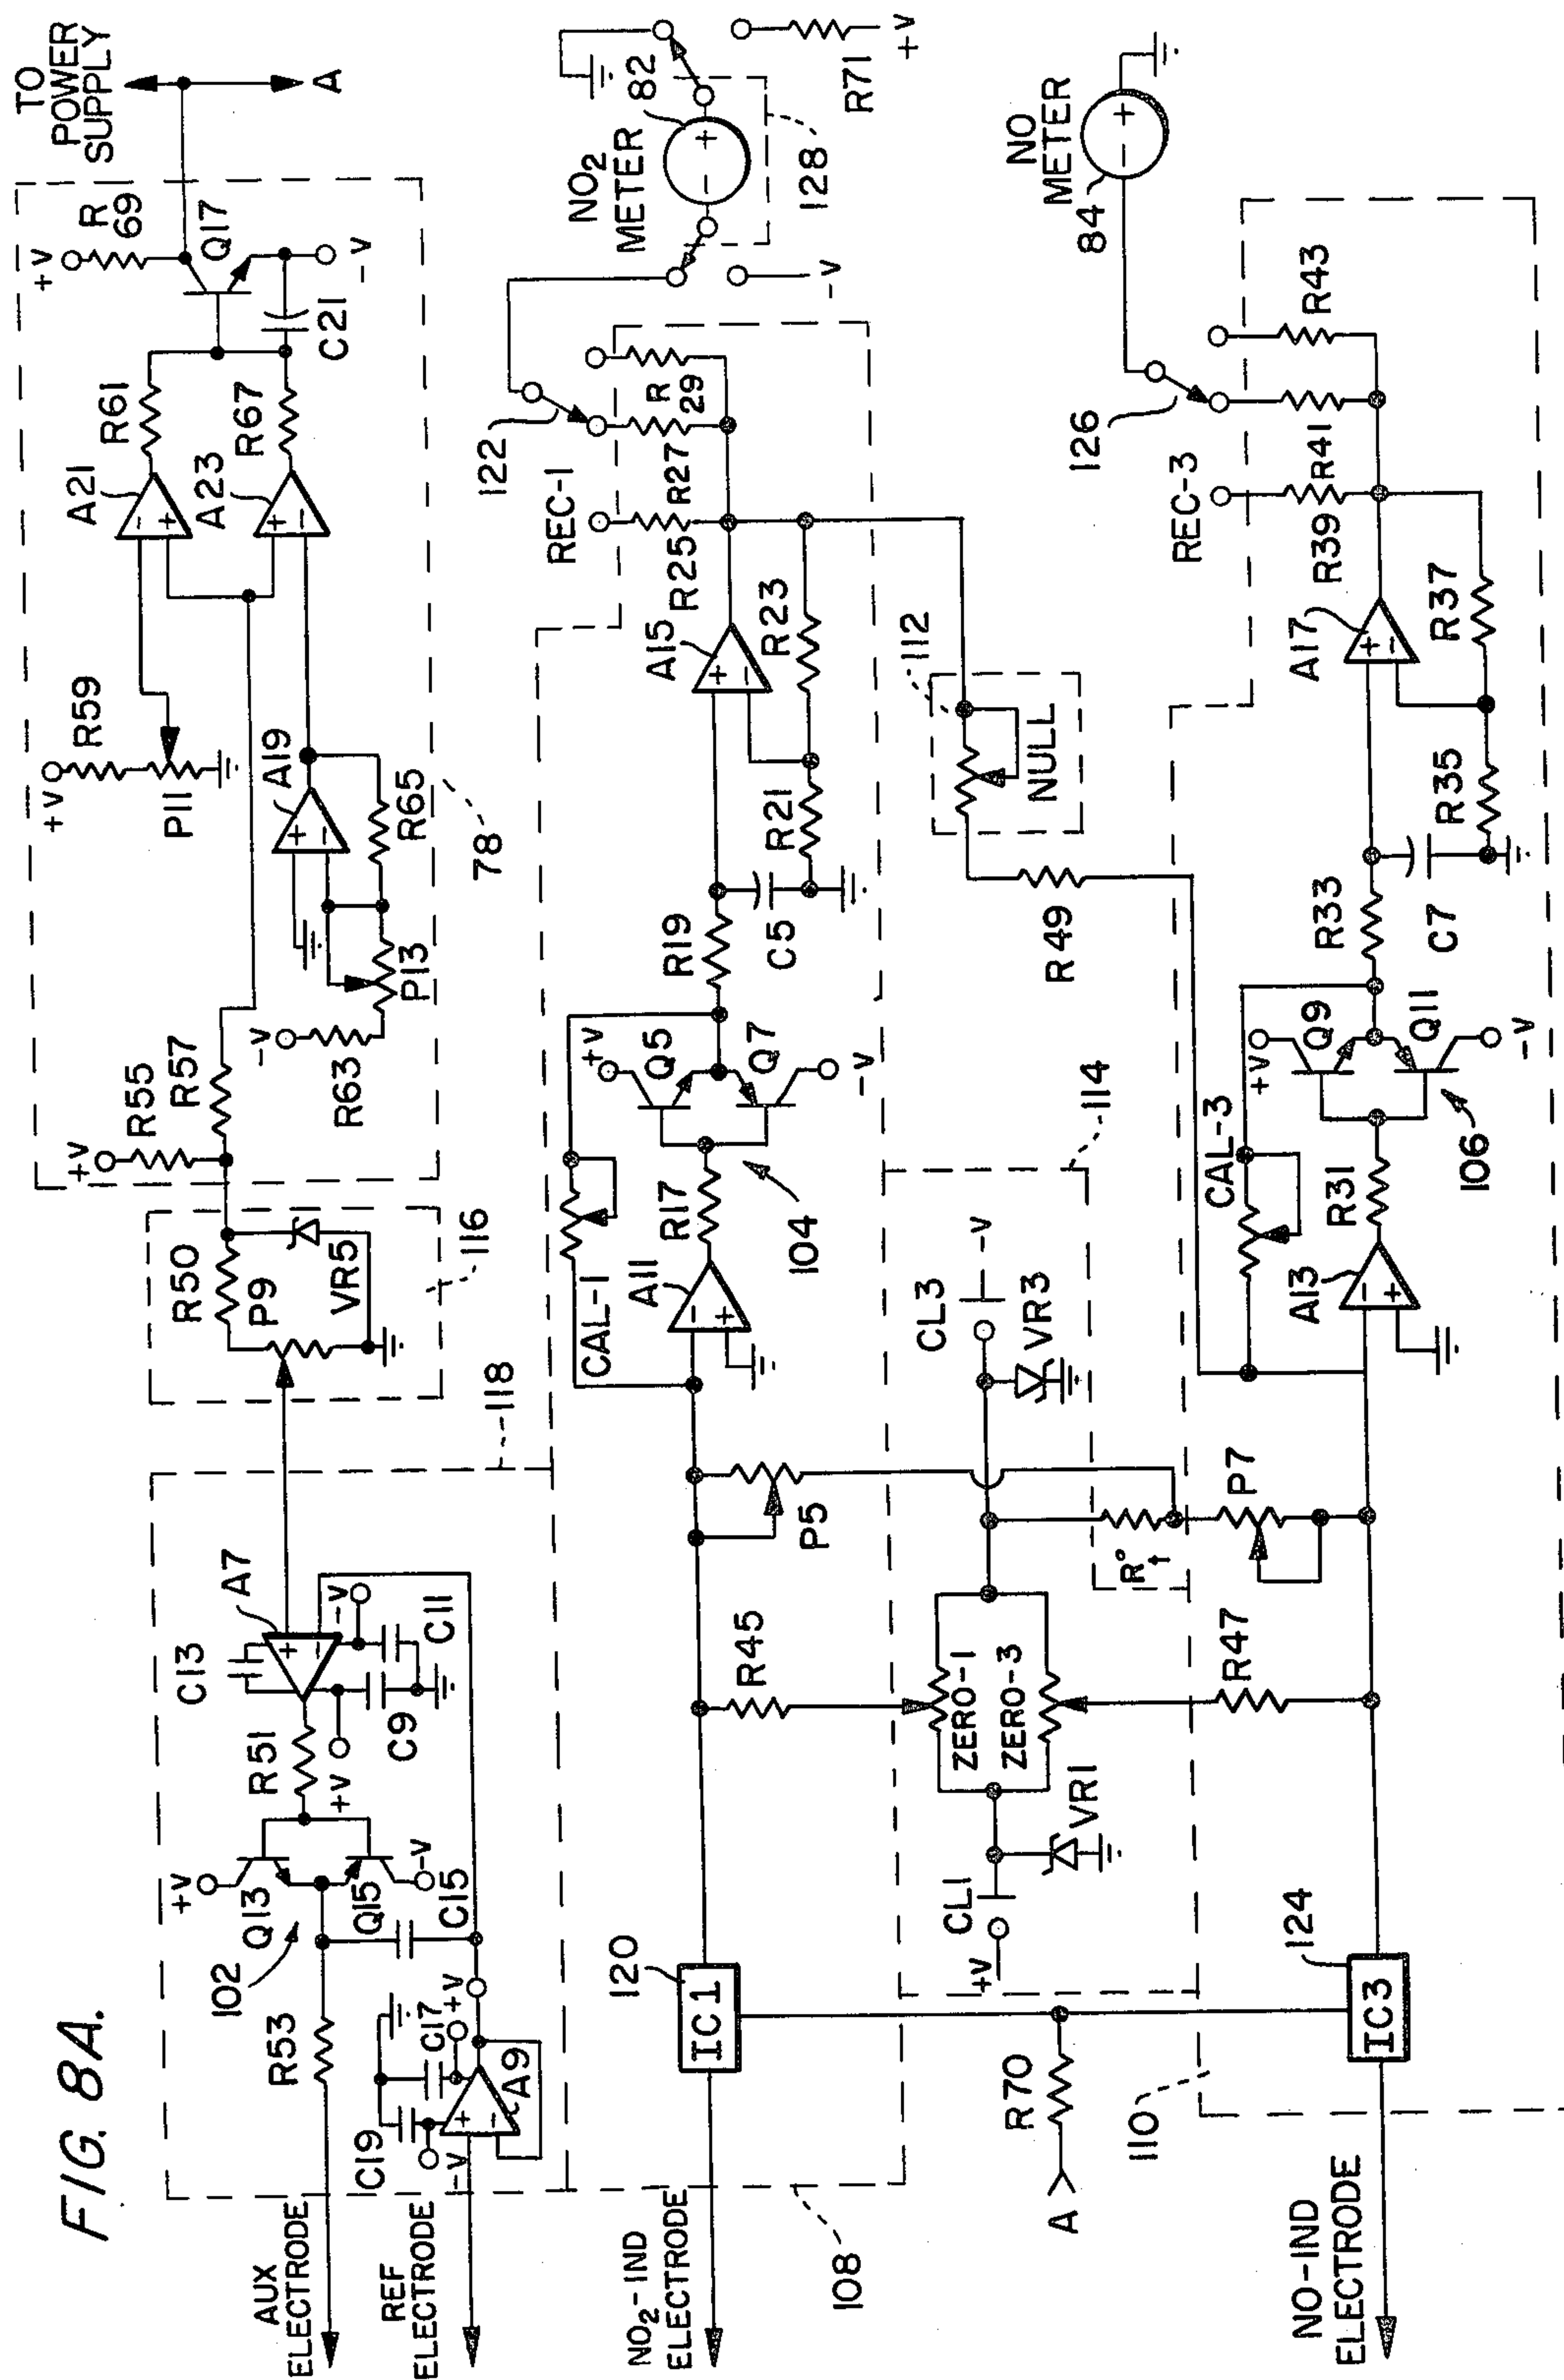 FIG. 8A.
AUX
ELECTRODE
REF
ELECTRODE
R53
102
Q13
+V
Q15
-V
C15
R51
+V
C9
C11
-V
C13
A7
118
C19
C17
+V
-V
A9
R50
P9
VR5
116
+V
R55
R57
-V
R63
P13
R65
A19
+V
R59
P11
78
A21
A23
R61
R67
C21
+V
R
69
Q17
-V
TO
POWER
SUPPLY
A
NO2-IND
ELECTRODE
108
IC1
120
R45
P5
CAL-1
A11
R17
104
+V
Q5
Q7
-V
R19
C5
R21
A15
R23
R25
REC-1
R27
R
29
122
NO2
METER
82
128
-V
R71
+V
112
NULL
R49
114
+V
CL1
VR1
ZERO-1
ZERO-3
CL3
-V
VR3
R°t
P7
R47
A
R70
110
NO-IND
ELECTRODE
IC3
124
A13
R31
CAL-3
106
+V
Q9
Q11
-V
R33
C7
R35
A17
R37
R39
REC-3
R41
R43
126
NO
METER
84